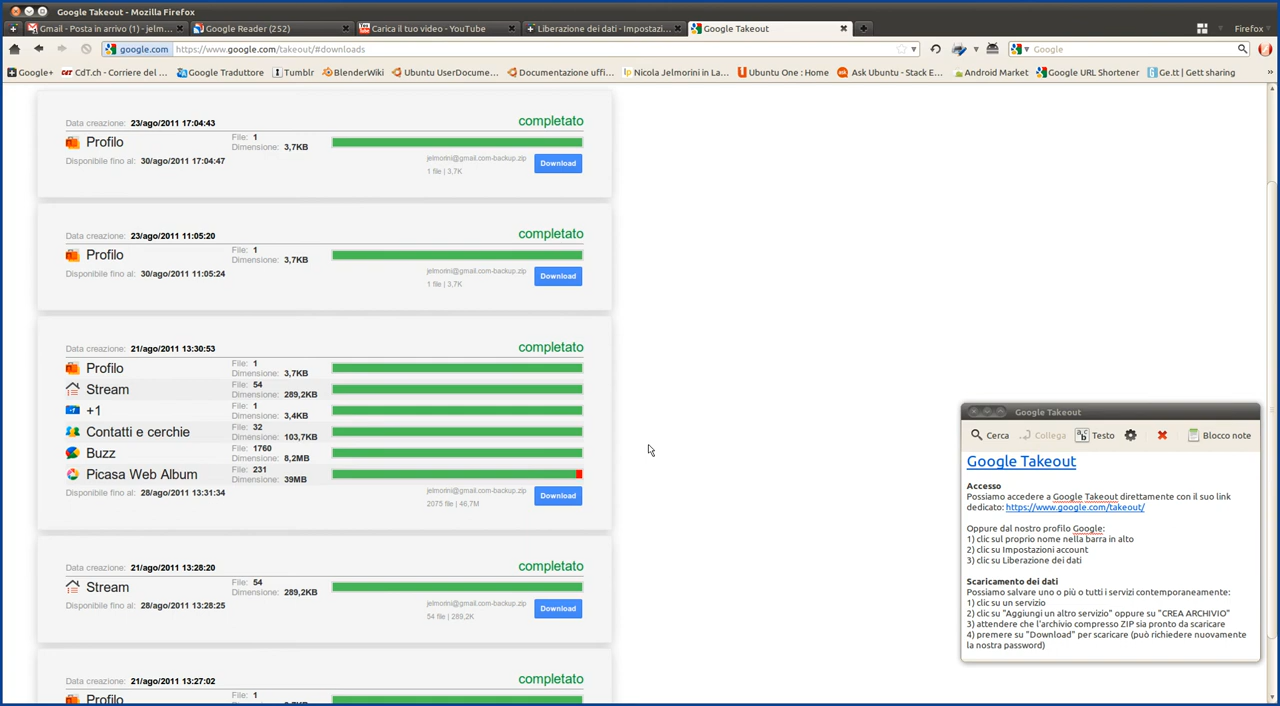 Google Takeout - Mozilla Firefox
Gmail - Posta in arrivo (1) - jelm...
Google Reader (252)
Carica il tuo video - YouTube
Liberazione dei dati - Impostazi...
Google Takeout
Firefox
google.com
https://www.google.com/takeout/#downloads
Google
Google+
CdT.ch - Corriere del ...
Google Traduttore
Tumblr
BlenderWiki
Ubuntu UserDocume...
Documentazione uffi...
Nicola Jelmorini in La...
Ubuntu One : Home
Ask Ubuntu - Stack E...
Android Market
Google URL Shortener
Ge.tt | Gett sharing
»
Data creazione: 23/ago/2011 17:04:43
completato
Profilo
File: 1
Dimensione: 3,7KB
Disponibile fino al: 30/ago/2011 17:04:47
jelmorini@gmail.com-backup.zip
1 file | 3,7K
Download
Data creazione: 23/ago/2011 11:05:20
completato
Profilo
File: 1
Dimensione: 3,7KB
Disponibile fino al: 30/ago/2011 11:05:24
jelmorini@gmail.com-backup.zip
1 file | 3,7K
Download
Data creazione: 21/ago/2011 13:30:53
completato
Profilo
File: 1
Dimensione: 3,7KB
Stream
File: 54
Dimensione: 289,2KB
+1
File: 1
Dimensione: 3,4KB
Contatti e cerchie
File: 32
Dimensione: 103,7KB
Buzz
File: 1760
Dimensione: 8,2MB
Picasa Web Album
File: 231
Dimensione: 39MB
Disponibile fino al: 28/ago/2011 13:31:34
jelmorini@gmail.com-backup.zip
2075 file | 46,7M
Download
Data creazione: 21/ago/2011 13:28:20
completato
Stream
File: 54
Dimensione: 289,2KB
Disponibile fino al: 28/ago/2011 13:28:25
jelmorini@gmail.com-backup.zip
54 file | 289,2K
Download
Data creazione: 21/ago/2011 13:27:02
completato
Profilo
File: 1
Google Takeout
Cerca
Collega
Testo
Blocco note
Google Takeout
Accesso
Possiamo accedere a Google Takeout direttamente con il suo link
dedicato: https://www.google.com/takeout/
Oppure dal nostro profilo Google:
1) clic sul proprio nome nella barra in alto
2) clic su Impostazioni account
3) clic su Liberazione dei dati
Scaricamento dei dati
Possiamo salvare uno o più o tutti i servizi contemporaneamente:
1) clic su un servizio
2) clic su "Aggiungi un altro servizio" oppure su "CREA ARCHIVIO"
3) attendere che l'archivio compresso ZIP sia pronto da scaricare
4) premere su "Download" per scaricare (può richiedere nuovamente
la nostra password)